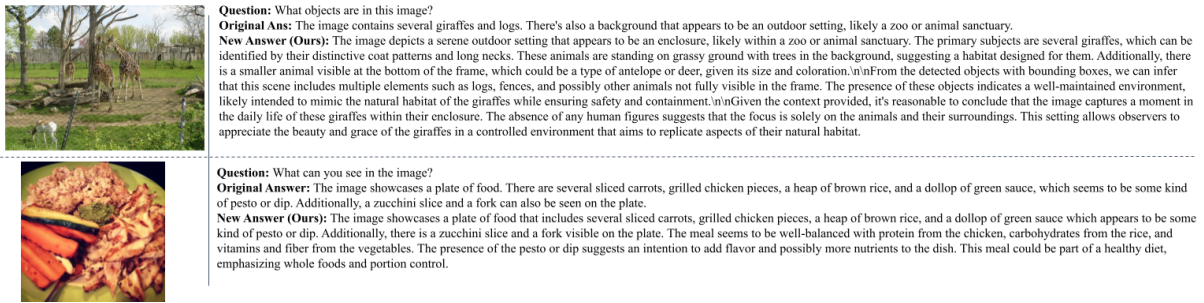 Question: What objects are in this image?
Original Ans: The image contains several giraffes and logs. There's also a background that appears to be an outdoor setting, likely a zoo or animal sanctuary.
New Answer (Ours): The image depicts a serene outdoor setting that appears to be an enclosure, likely within a zoo or animal sanctuary. The primary subjects are several giraffes, which can be
identified by their distinctive coat patterns and long necks. These animals are standing on grassy ground with trees in the background, suggesting a habitat designed for them. Additionally, there
is a smaller animal visible at the bottom of the frame, which could be a type of antelope or deer, given its size and coloration.\n\nFrom the detected objects with bounding boxes, we can infer
that this scene includes multiple elements such as logs, fences, and possibly other animals not fully visible in the frame. The presence of these objects indicates a well-maintained environment,
likely intended to mimic the natural habitat of the giraffes while ensuring safety and containment.\n\nGiven the context provided, it's reasonable to conclude that the image captures a moment in
the daily life of these giraffes within their enclosure. The absence of any human figures suggests that the focus is solely on the animals and their surroundings. This setting allows observers to
appreciate the beauty and grace of the giraffes in a controlled environment that aims to replicate aspects of their natural habitat.
Question: What can you see in the image?
Original Answer: The image showcases a plate of food. There are several sliced carrots, grilled chicken pieces, a heap of brown rice, and a dollop of green sauce, which seems to be some kind
of pesto or dip. Additionally, a zucchini slice and a fork can also be seen on the plate.
New Answer (Ours): The image showcases a plate of food that includes several sliced carrots, grilled chicken pieces, a heap of brown rice, and a dollop of green sauce which appears to be some
kind of pesto or dip. Additionally, there is a zucchini slice and a fork visible on the plate. The meal seems to be well-balanced with protein from the chicken, carbohydrates from the rice, and
vitamins and fiber from the vegetables. The presence of the pesto or dip suggests an intention to add flavor and possibly more nutrients to the dish. This meal could be part of a healthy diet,
emphasizing whole foods and portion control.